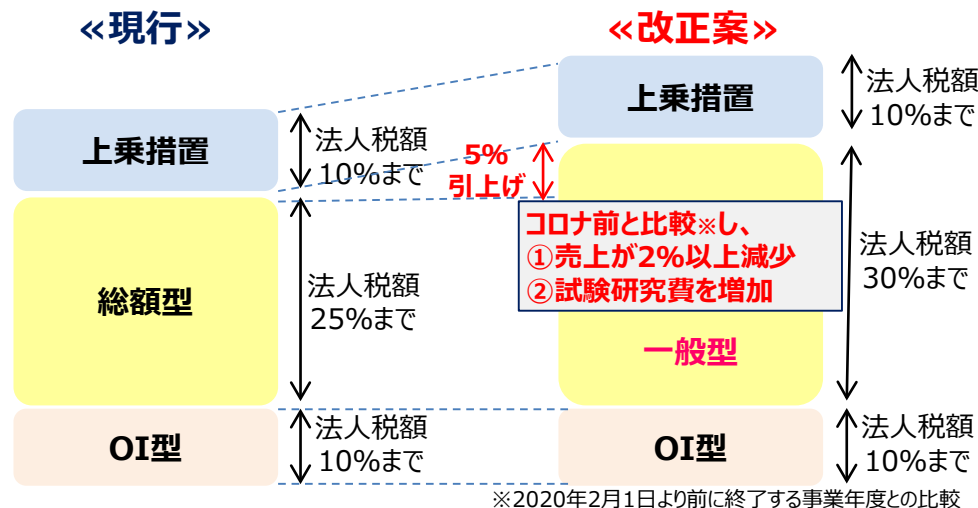 ≪現行≫
上乗措置
法人税額
10%まで
総額型
法人税額
25%まで
OI型
法人税額
10%まで
≪改正案≫
上乗措置
法人税額
10%まで
5%
引上げ
コロナ前と比較※し、
①売上が2%以上減少
②試験研究費を増加
一般型
法人税額
30%まで
OI型
法人税額
10%まで
※2020年2月1日より前に終了する事業年度との比較